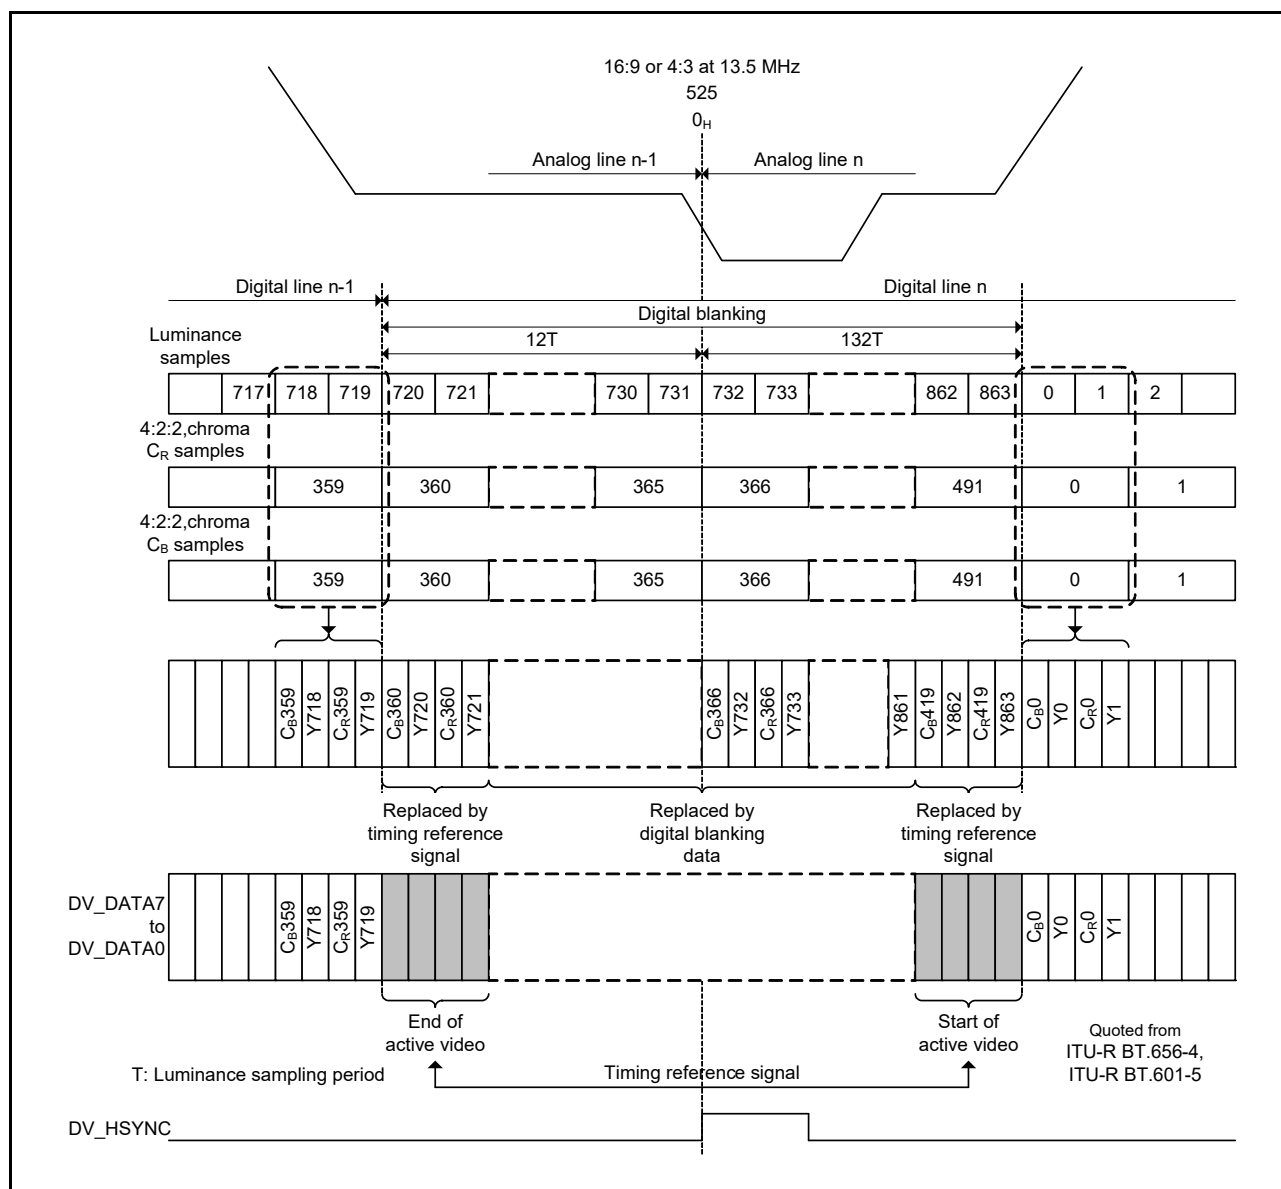 16:9 or 4:3 at 13.5 MHz
525
0H
Analog line n-1 Analog line n
Digital line n-1 Digital line n
Digital blanking
12T 132T
Luminance
samples
717 718 719 720 721 730 731 732 733 862 863 0 1 2
4:2:2,chroma
CR samples
359 360 365 366 491 0 1
4:2:2,chroma
CB samples
359 360 365 366 491 0 1
CB359 Y718 CR359 Y719 CB360 Y720 CR360 Y721 CB366 Y732 CR366 Y733 Y861 CB419 Y862 CR419 Y863 CB0 Y0 CR0 Y1
Replaced by
timing reference
signal
Replaced by
digital blanking
data
Replaced by
timing reference
signal
DV_DATA7
to
DV_DATA0
CB359 Y718 CR359 Y719 CB0 Y0 CR0 Y1
End of
active video
Start of
active video
Quoted from
ITU-R BT.656-4,
ITU-R BT.601-5
T: Luminance sampling period
Timing reference signal
DV_HSYNC